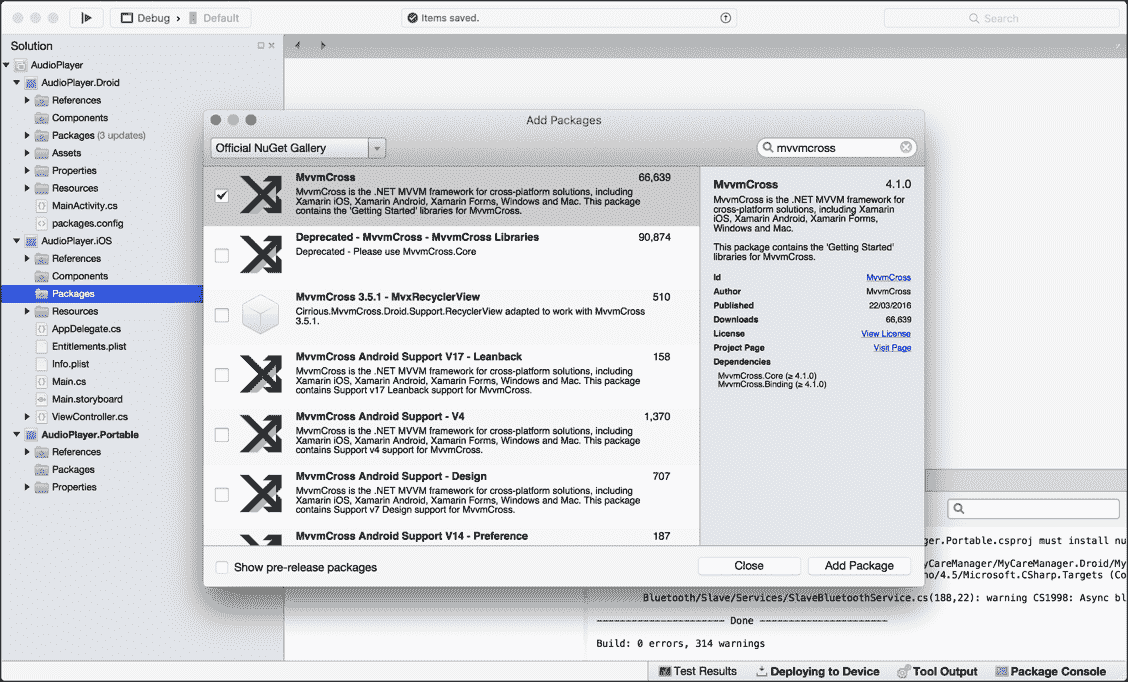 Debug
Default
Items saved.
Search
Solution
AudioPlayer
AudioPlayer.Droid
References
Components
Packages (3 updates)
Assets
Properties
Resources
MainActivity.cs
packages.config
AudioPlayer.iOS
References
Components
Packages
Resources
AppDelegate.cs
Entitlements.plist
Info.plist
Main.cs
Main.storyboard
ViewController.cs
AudioPlayer.Portable
References
Packages
Properties
Add Packages
Official NuGet Gallery
mvvmcross
MvvmCross 66,639
MvvmCross is the .NET MVVM framework for cross-platform solutions, including
Xamarin iOS, Xamarin Android, Xamarin Forms, Windows and Mac. This package
contains the 'Getting Started' libraries for MvvmCross.
Deprecated - MvvmCross - MvvmCross Libraries 90,874
Deprecated - Please use MvvmCross.Core
MvvmCross 3.5.1 - MvxRecyclerView 510
Cirrious.MvvmCross.Droid.Support.RecyclerView adapted to work with MvvmCross
3.5.1.
MvvmCross Android Support V17 - Leanback 158
MvvmCross is the .NET MVVM framework for cross-platform solutions, including
Xamarin iOS, Xamarin Android, Xamarin Forms, Windows and Mac. This package
contains Support v17 Leanback support for MvvmCross.
MvvmCross Android Support - V4 1,370
MvvmCross is the .NET MVVM framework for cross-platform solutions, including
Xamarin iOS, Xamarin Android, Xamarin Forms, Windows and Mac. This package
contains Support v4 support for MvvmCross.
MvvmCross Android Support - Design 707
MvvmCross is the .NET MVVM framework for cross-platform solutions, including
Xamarin iOS, Xamarin Android, Xamarin Forms, Windows and Mac. This package
contains Support v7 Design support for MvvmCross.
MvvmCross Android Support V14 - Preference 187
MvvmCross 4.1.0
MvvmCross is the .NET MVVM framework for
cross-platform solutions, including Xamarin
iOS, Xamarin Android, Xamarin Forms,
Windows and Mac.
This package contains the 'Getting Started'
libraries for MvvmCross.
Id MvvmCross
Author MvvmCross
Published 22/03/2016
Downloads 66,639
License View License
Project Page Visit Page
Dependencies
MvvmCross.Core (≥ 4.1.0)
MvvmCross.Binding (≥ 4.1.0)
Show pre-release packages
Close
Add Package
ger.Portable.csproj must install nu
yCareManager/MyCareManager.Droid/My
no/4.5/Microsoft.CSharp.Targets (Co
Bluetooth/Slave/Services/SlaveBluetoothService.cs(188,22): warning CS1998: Async bl
---------------------- Done ----------------------
Build: 0 errors, 314 warnings
Test Results
Deploying to Device
Tool Output
Package Console